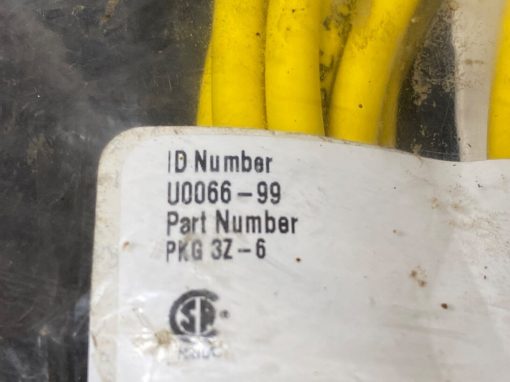 ID Number
U0066-99
Part Number
PKG 3Z-6